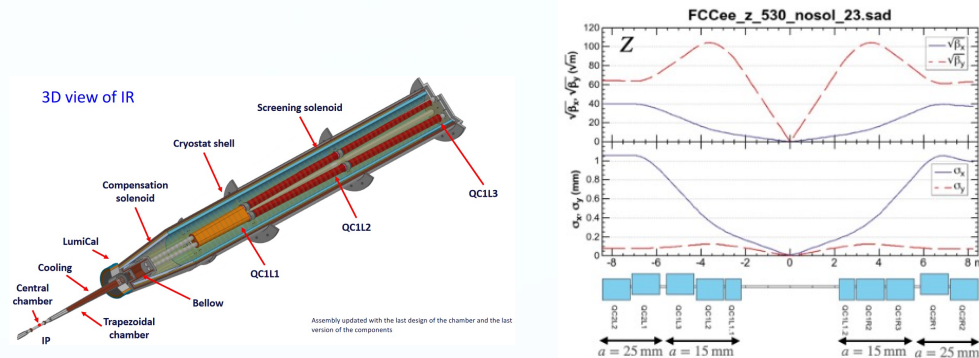 3D view of IR
Screening solenoid
Cryostat shell
Compensation
solenoid
LumiCal
Cooling
Central
chamber
IP
Trapezoidal
chamber
Bellow
QC1L1
QC1L2
QC1L3
Assembly updated with the last design of the chamber and the last
version of the components
FCCee_z_530_nosol_23.sad
Z
√βx
√βy
√βx, √βy (√m)
120
100
80
60
40
20
0
σx
σy
σx, σy (mm)
1
0.8
0.6
0.4
0.2
0
-8 -6 -4 -2 0 2 4 6 8 m
QC2L2
QC2L1
QC1L3
QC1L2
QC1L1.1
QC1L1.2
QC1R2
QC1R3
QC2R1
QC2R2
a = 25 mm a = 15 mm a = 15 mm a = 25 mm